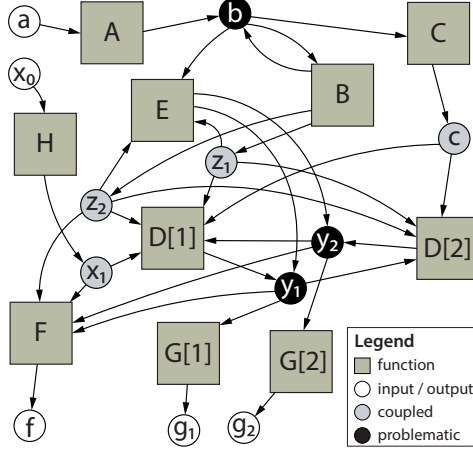 a
A
b
C
x₀
E
B
H
z₁
c
z₂
D[1]
y₂
D[2]
x₁
y₁
F
G[1]
G[2]
Legend
function
input / output
coupled
problematic
f
g₁
g₂